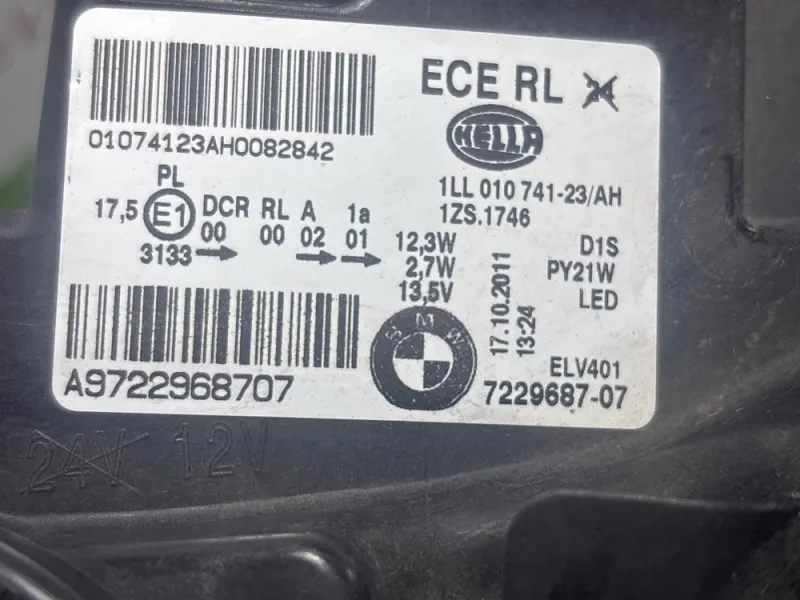 ECE RL 24
01074123AH0082842
HELLA
1LL 010 741-23/AH
1ZS.1746
PL
17,5 E1 DCR RL A 1a
00 00 02 01
3133
12,3W D1S
2,7W PY21W
13,5V LED
17.10.2011
13:24
BMW
ELV401
A9722968707
7229687-07
24V 12V